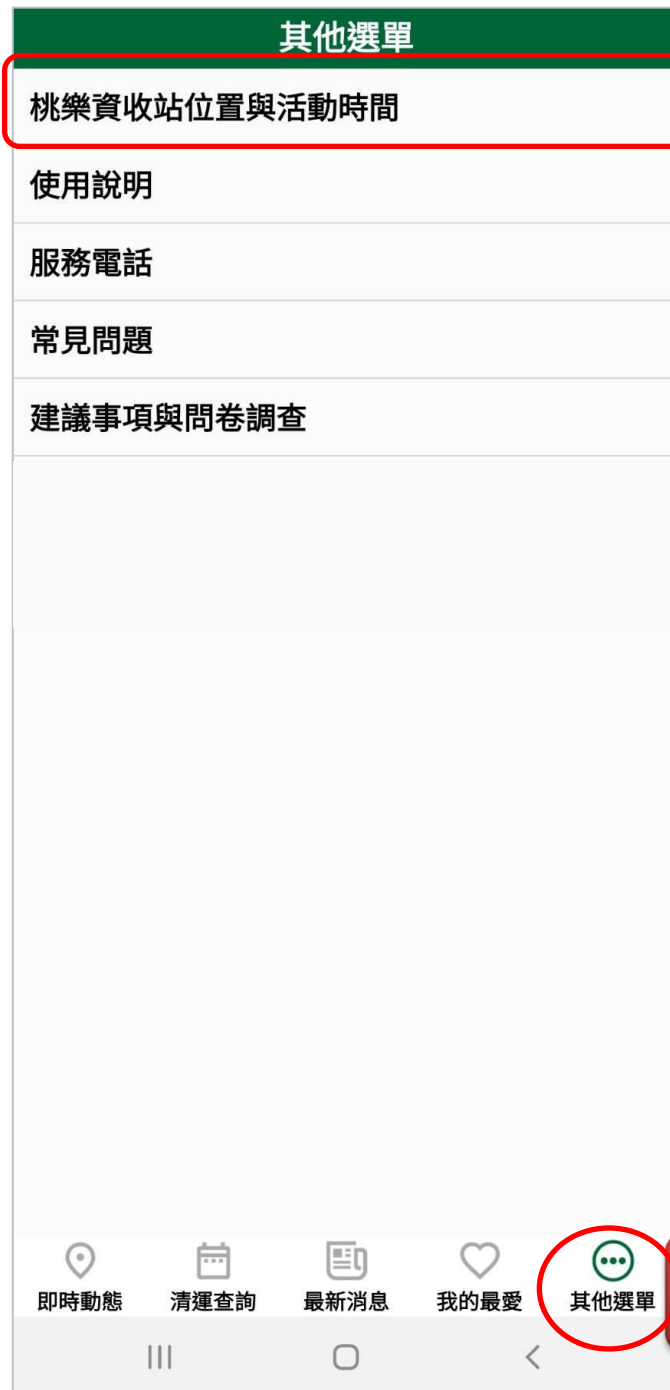 其他選單
桃樂資收站位置與活動時間
使用說明
服務電話
常見問題
建議事項與問卷調查
即時動態
清運查詢
最新消息
我的最愛
其他選單